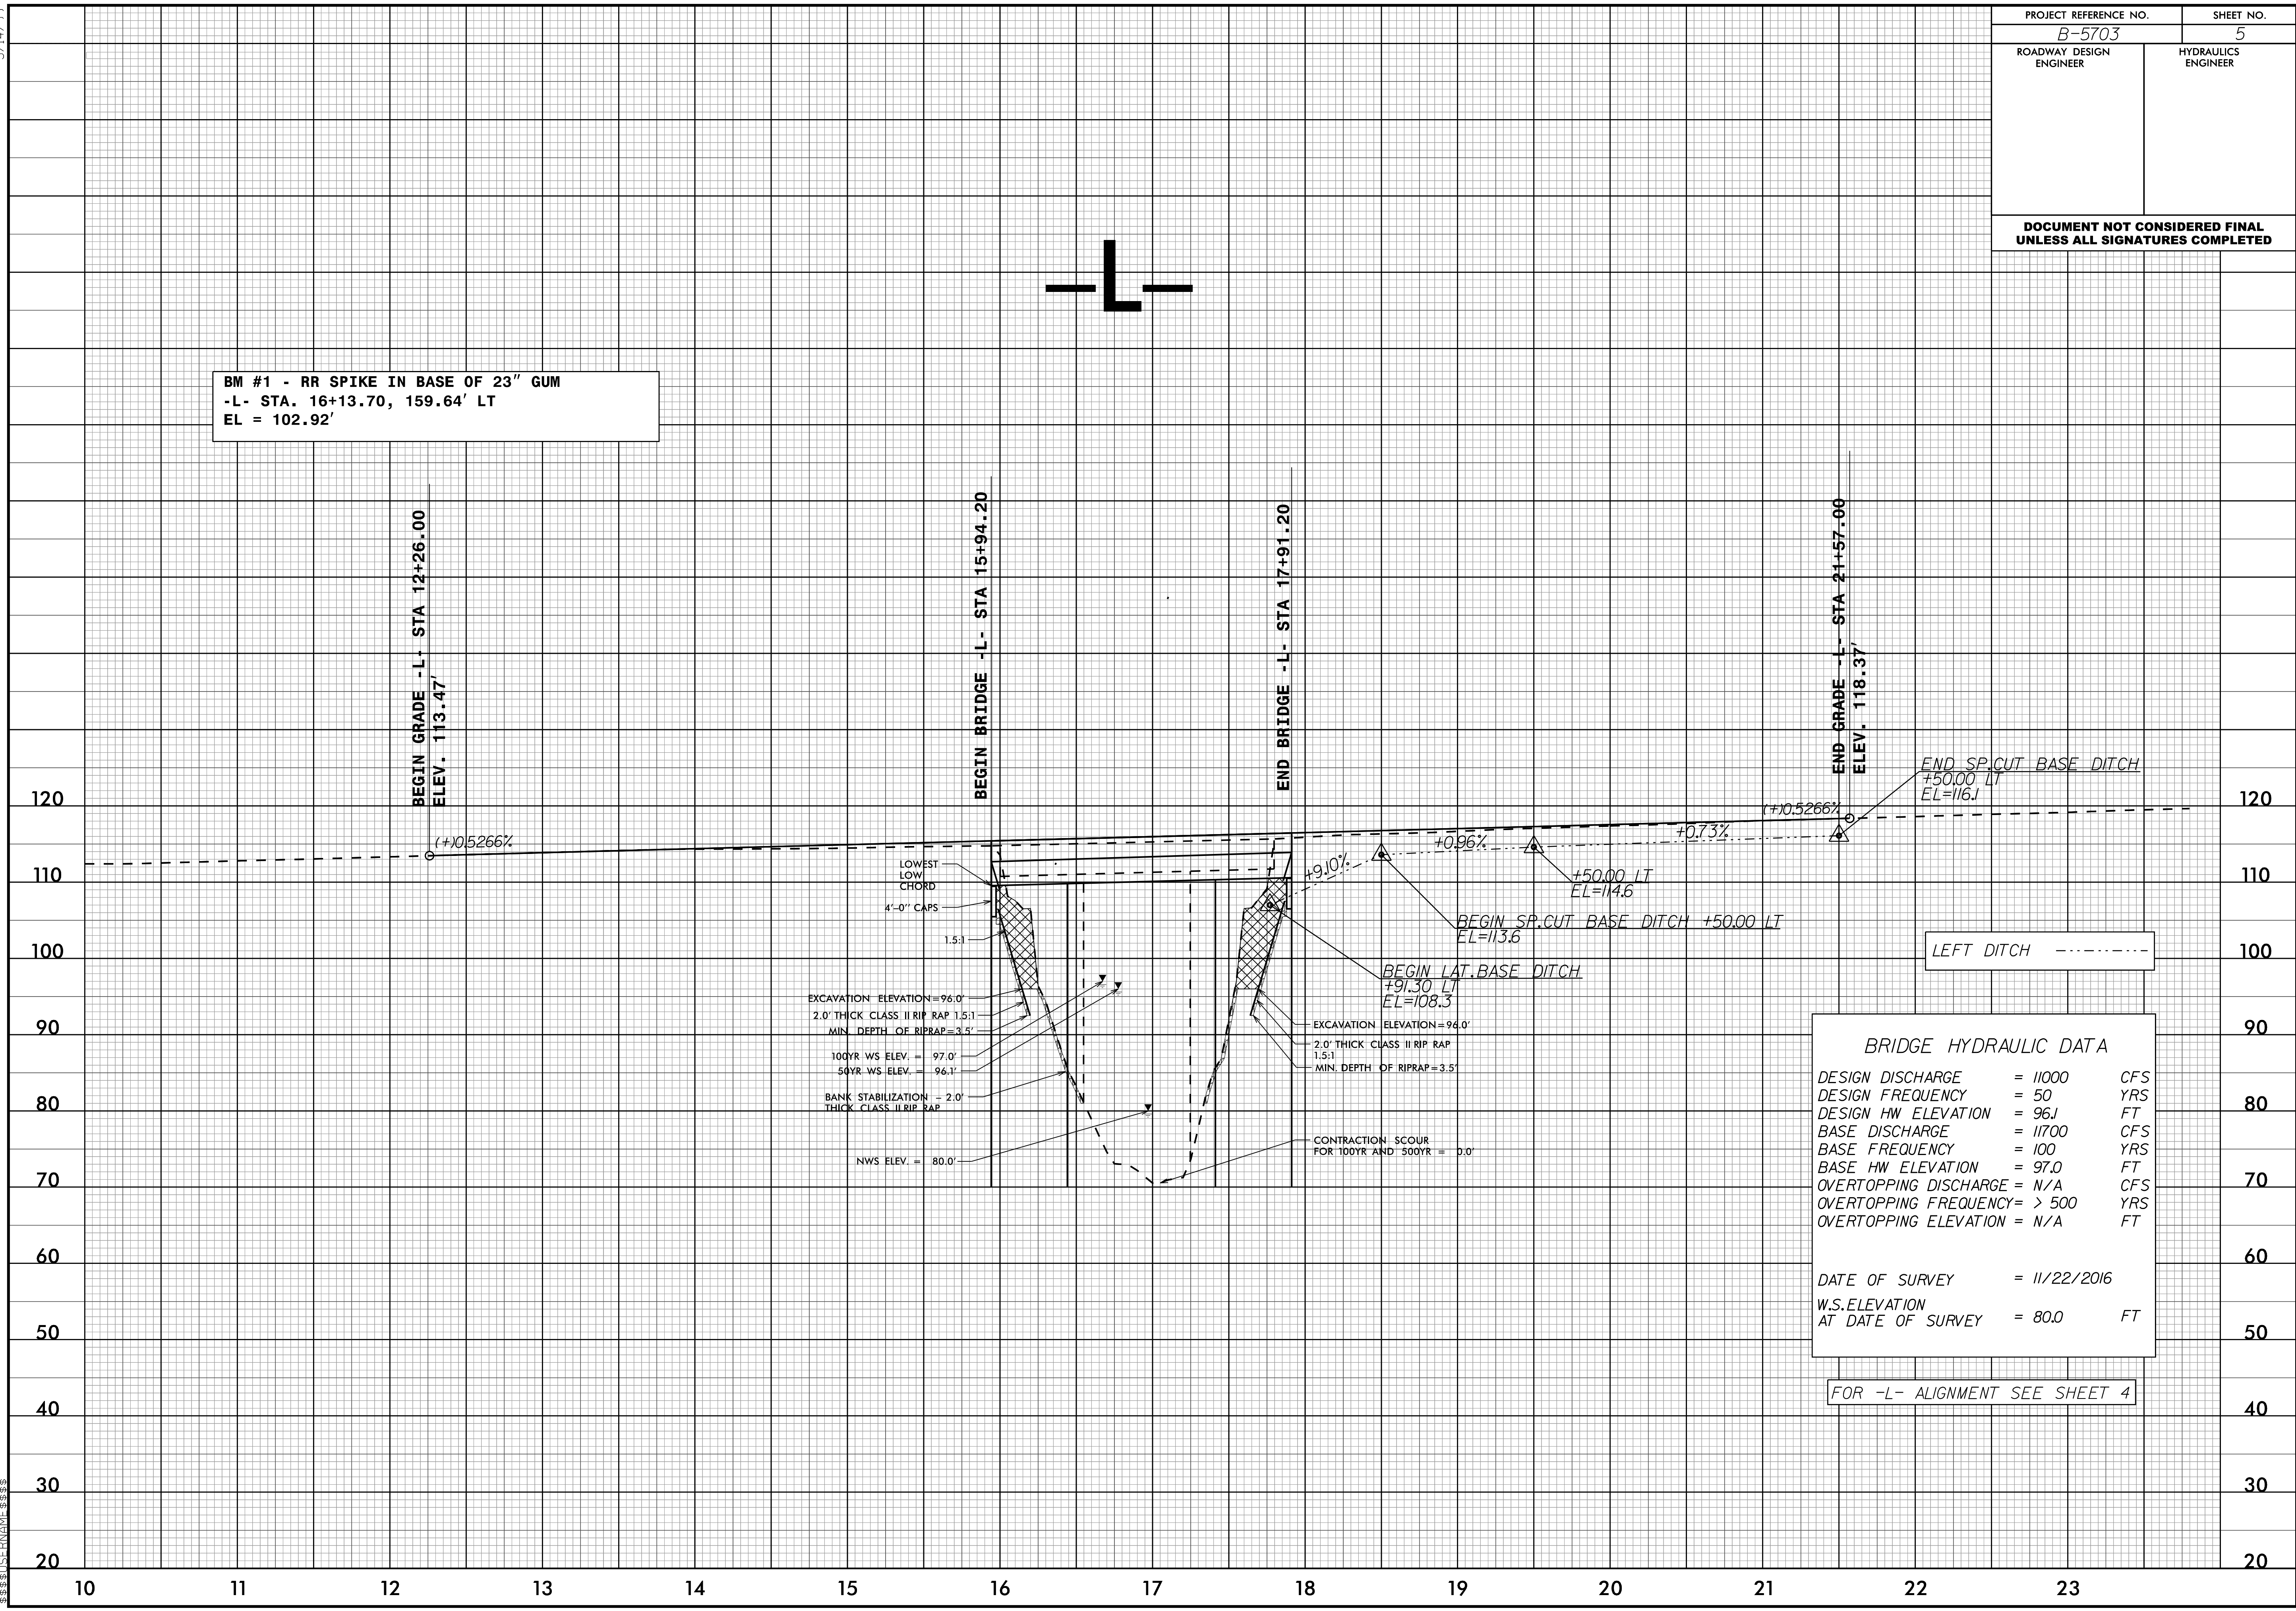 PROJECT REFERENCE NO.
SHEET NO.
B-5703
5
ROADWAY DESIGN
ENGINEER
HYDRAULICS
ENGINEER
DOCUMENT NOT CONSIDERED FINAL
UNLESS ALL SIGNATURES COMPLETED
-L-
BM #1 - RR SPIKE IN BASE OF 23" GUM
-L- STA. 16+13.70, 159.64' LT
EL = 102.92'
BEGIN GRADE -L- STA 12+26.00
ELEV. 113.47'
BEGIN BRIDGE -L- STA 15+94.20
END BRIDGE -L- STA 17+91.20
END GRADE -L- STA 21+57.00
ELEV. 118.37'
(+)0.5266%
(+)0.5266%
END SP.CUT BASE DITCH
+50.00 LT
EL=116.1
+9.10%
+0.96%
+0.73%
+50.00 LT
EL=114.6
BEGIN SP.CUT BASE DITCH +50.00 LT
EL=113.6
BEGIN LAT.BASE DITCH
+91.30 LT
EL=108.3
LEFT DITCH
LOWEST
LOW
CHORD
4'-0" CAPS
1.5:1
EXCAVATION ELEVATION=96.0'
2.0' THICK CLASS II RIP RAP 1.5:1
MIN. DEPTH OF RIPRAP=3.5'
100YR WS ELEV. = 97.0'
50YR WS ELEV. = 96.1'
BANK STABILIZATION - 2.0'
THICK CLASS II RIP RAP
NWS ELEV. = 80.0'
EXCAVATION ELEVATION=96.0'
2.0' THICK CLASS II RIP RAP
1.5:1
MIN. DEPTH OF RIPRAP=3.5'
CONTRACTION SCOUR
FOR 100YR AND 500YR = 0.0'
BRIDGE HYDRAULIC DATA
DESIGN DISCHARGE = 11000 CFS
DESIGN FREQUENCY = 50 YRS
DESIGN HW ELEVATION = 96.1 FT
BASE DISCHARGE = 11700 CFS
BASE FREQUENCY = 100 YRS
BASE HW ELEVATION = 97.0 FT
OVERTOPPING DISCHARGE = N/A CFS
OVERTOPPING FREQUENCY= > 500 YRS
OVERTOPPING ELEVATION = N/A FT
DATE OF SURVEY = 11/22/2016
W.S.ELEVATION
AT DATE OF SURVEY = 80.0 FT
FOR -L- ALIGNMENT SEE SHEET 4
120 120
110 110
100 100
90 90
80 80
70 70
60 60
50 50
40 40
30 30
20 20
10 11 12 13 14 15 16 17 18 19 20 21 22 23